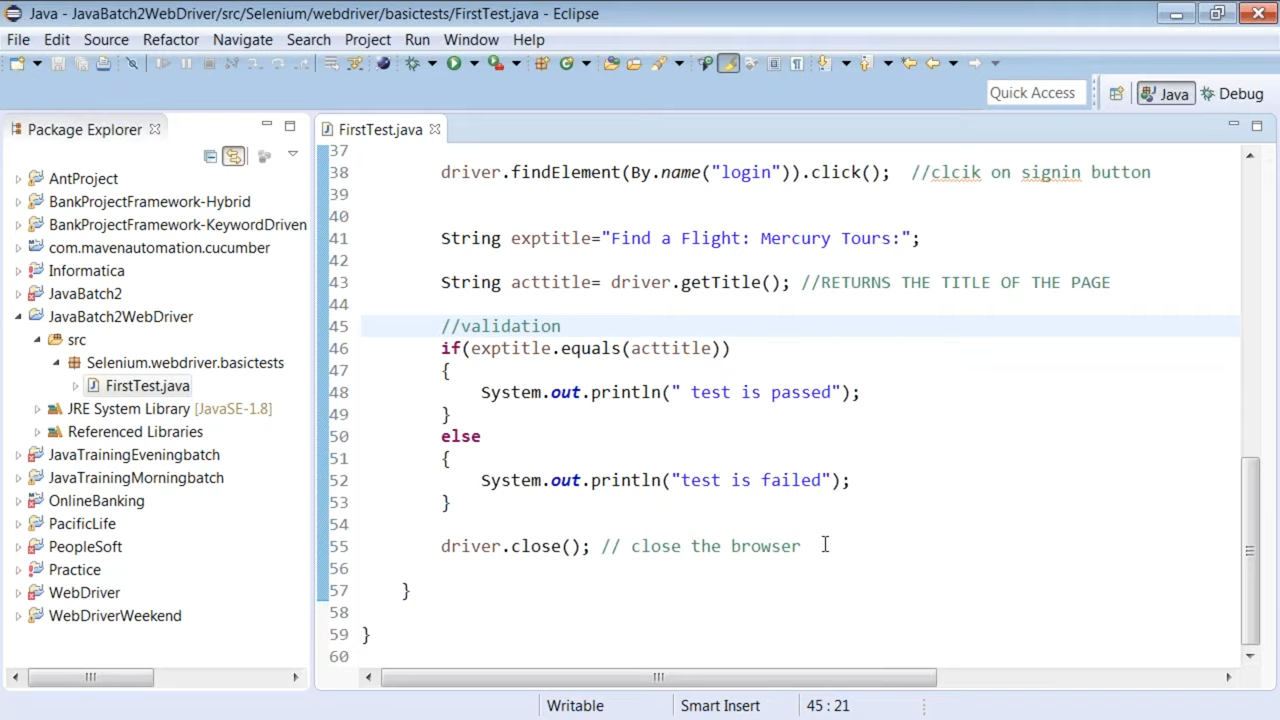 Java - JavaBatch2WebDriver/src/Selenium/webdriver/basictests/FirstTest.java - Eclipse
File Edit Source Refactor Navigate Search Project Run Window Help
Quick Access Java Debug
Package Explorer
AntProject
BankProjectFramework-Hybrid
BankProjectFramework-KeywordDriven
com.mavenautomation.cucumber
Informatica
JavaBatch2
JavaBatch2WebDriver
src
Selenium.webdriver.basictests
FirstTest.java
JRE System Library [JavaSE-1.8]
Referenced Libraries
JavaTrainingEveningbatch
JavaTrainingMorningbatch
OnlineBanking
PacificLife
PeopleSoft
Practice
WebDriver
WebDriverWeekend
FirstTest.java
37
38 driver.findElement(By.name("login")).click(); //clcik on signin button
39
40
41 String exptitle="Find a Flight: Mercury Tours:";
42
43 String acttitle= driver.getTitle(); //RETURNS THE TITLE OF THE PAGE
44
45 //validation
46 if(exptitle.equals(acttitle))
47 {
48 System.out.println(" test is passed");
49 }
50 else
51 {
52 System.out.println("test is failed");
53 }
54
55 driver.close(); // close the browser
56
57 }
58
59 }
60
Writable Smart Insert 45 : 21